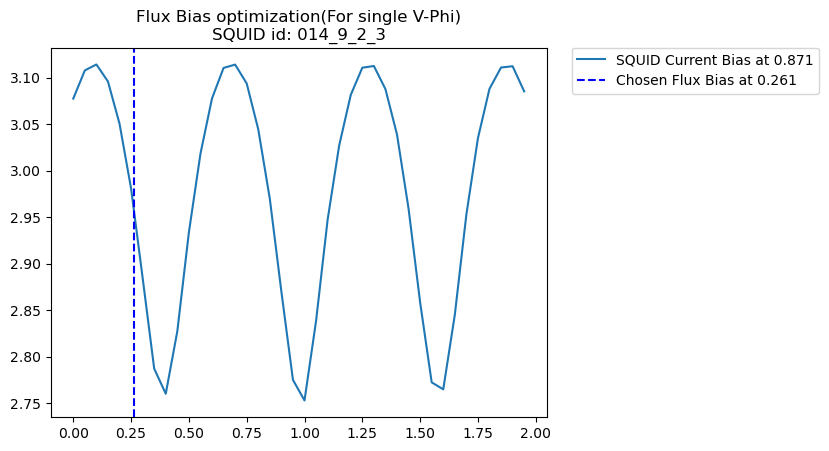 Flux Bias optimization(For single V-Phi)
SQUID id: 014_9_2_3
SQUID Current Bias at 0.871
Chosen Flux Bias at 0.261
3.10
3.05
3.00
2.95
2.90
2.85
2.80
2.75
0.00 0.25 0.50 0.75 1.00 1.25 1.50 1.75 2.00